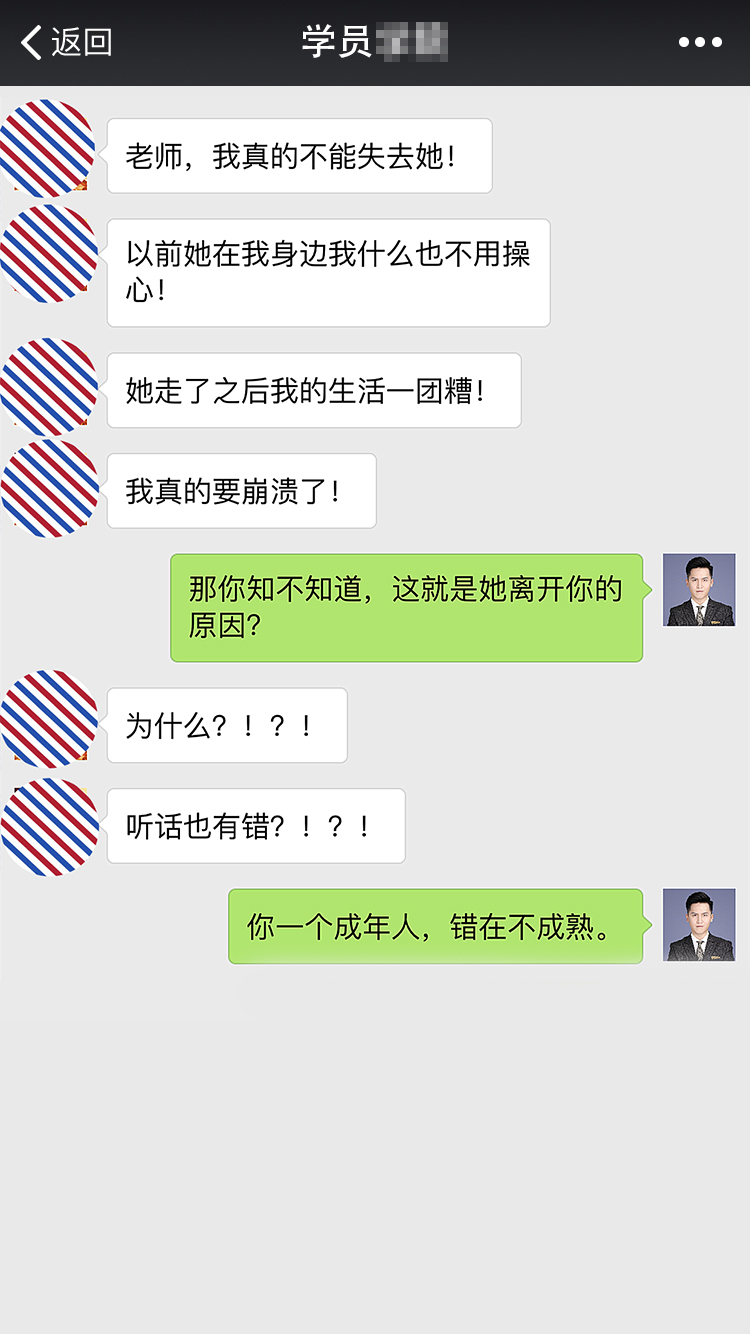 返回
学员
老师，我真的不能失去她！
以前她在我身边我什么也不用操
心！
她走了之后我的生活一团糟！
我真的要崩溃了！
那你知不知道，这就是她离开你的
原因？
为什么？！？！
听话也有错？！？！
你一个成年人，错在不成熟。